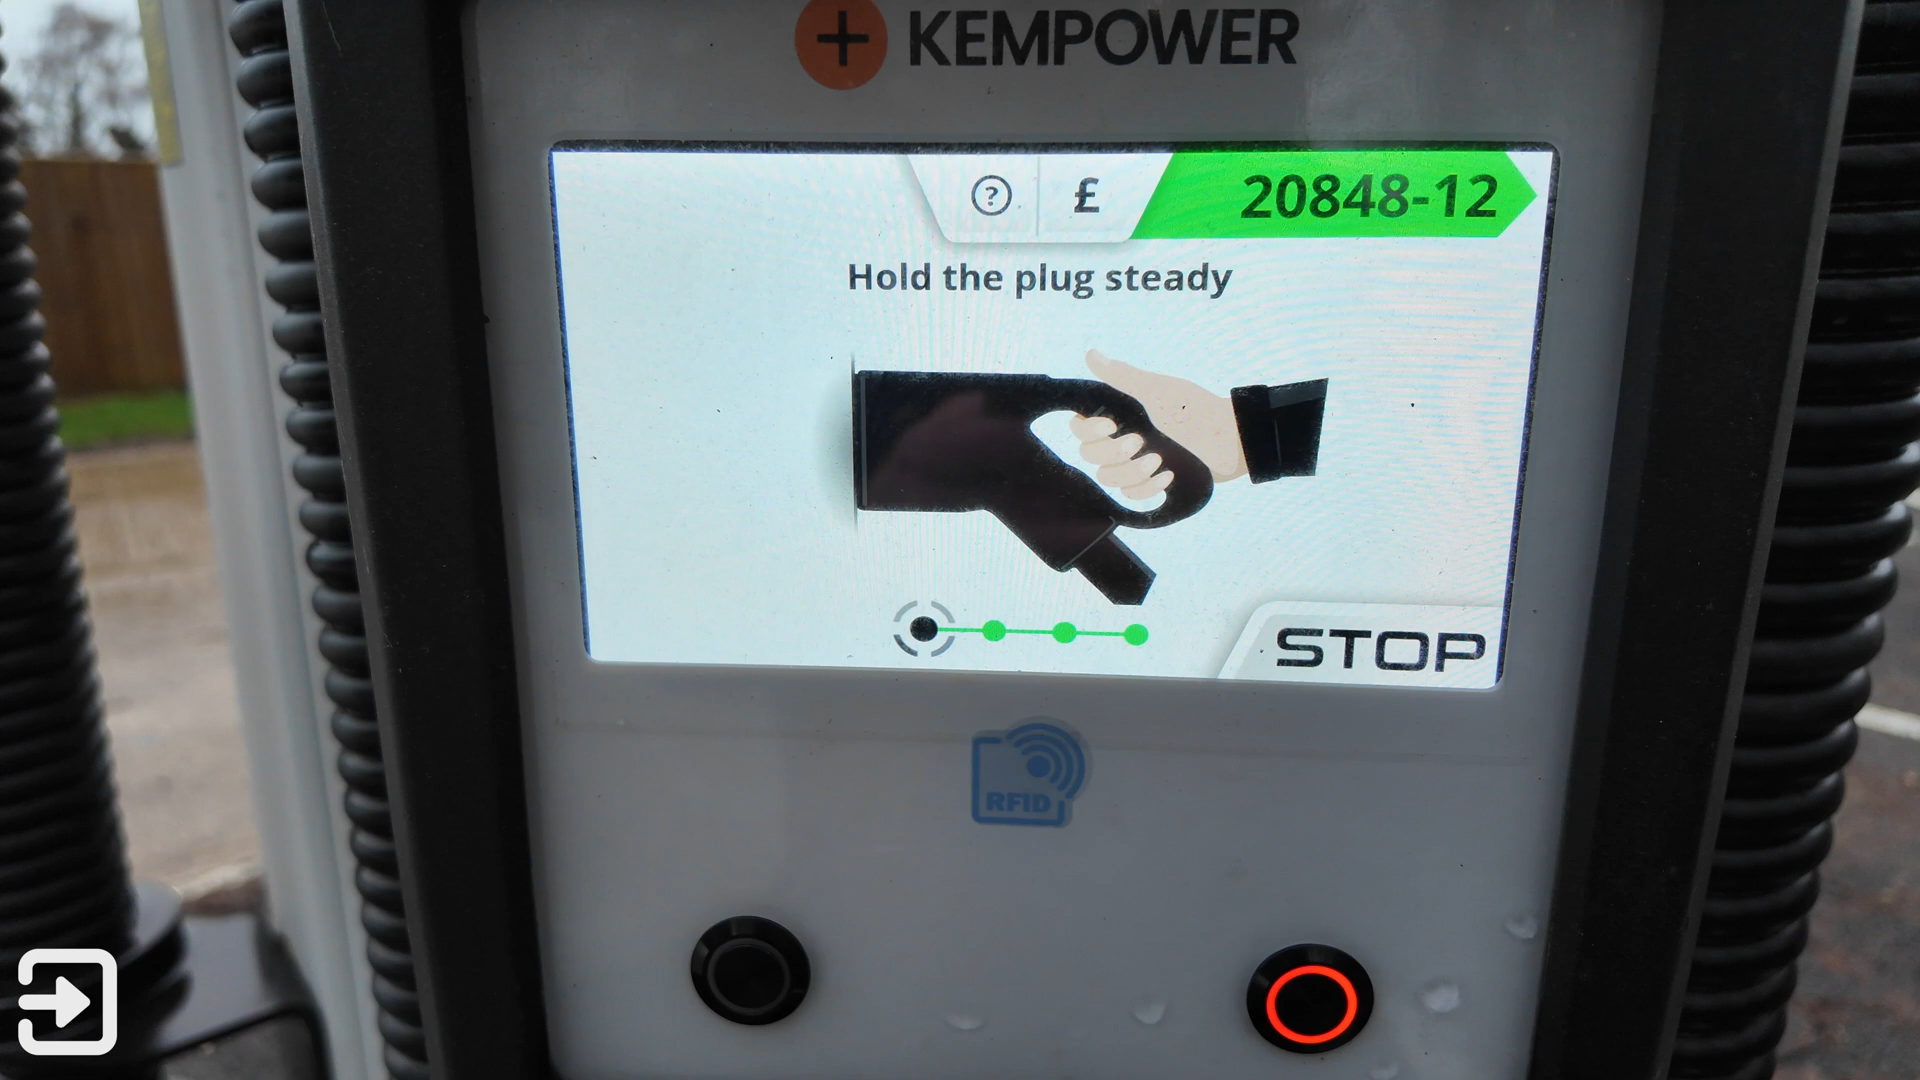 KEMPOWER
? £ 20848-12
Hold the plug steady
STOP
RFID